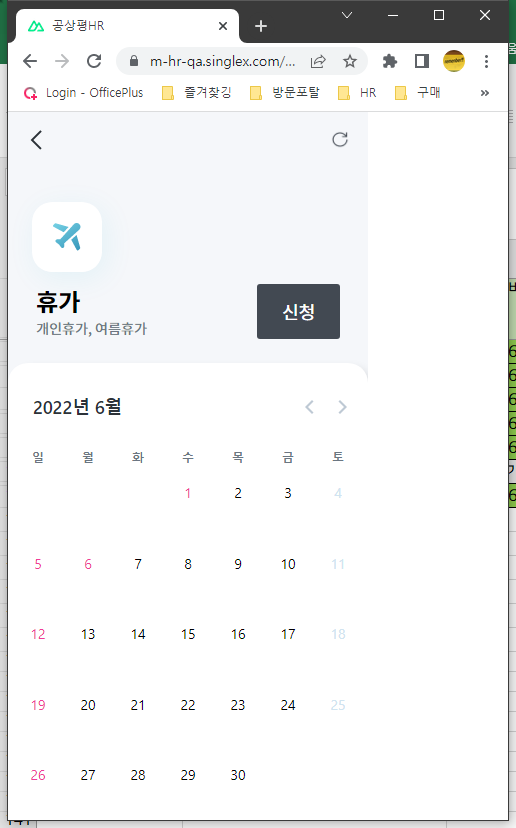 공상평HR
m-hr-qa.singlex.com/...
Login - OfficePlus 즐겨찾깅 방문포탈 HR 구매 »
휴가
개인휴가, 여름휴가
신청
2022년 6월
일 월 화 수 목 금 토
1 2 3 4
5 6 7 8 9 10 11
12 13 14 15 16 17 18
19 20 21 22 23 24 25
26 27 28 29 30